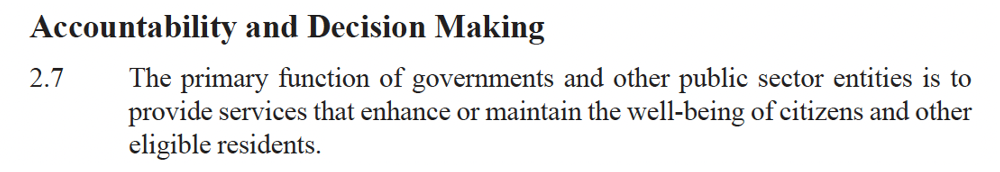 Accountability and Decision Making
2.7 The primary function of governments and other public sector entities is to
provide services that enhance or maintain the well-being of citizens and other
eligible residents.